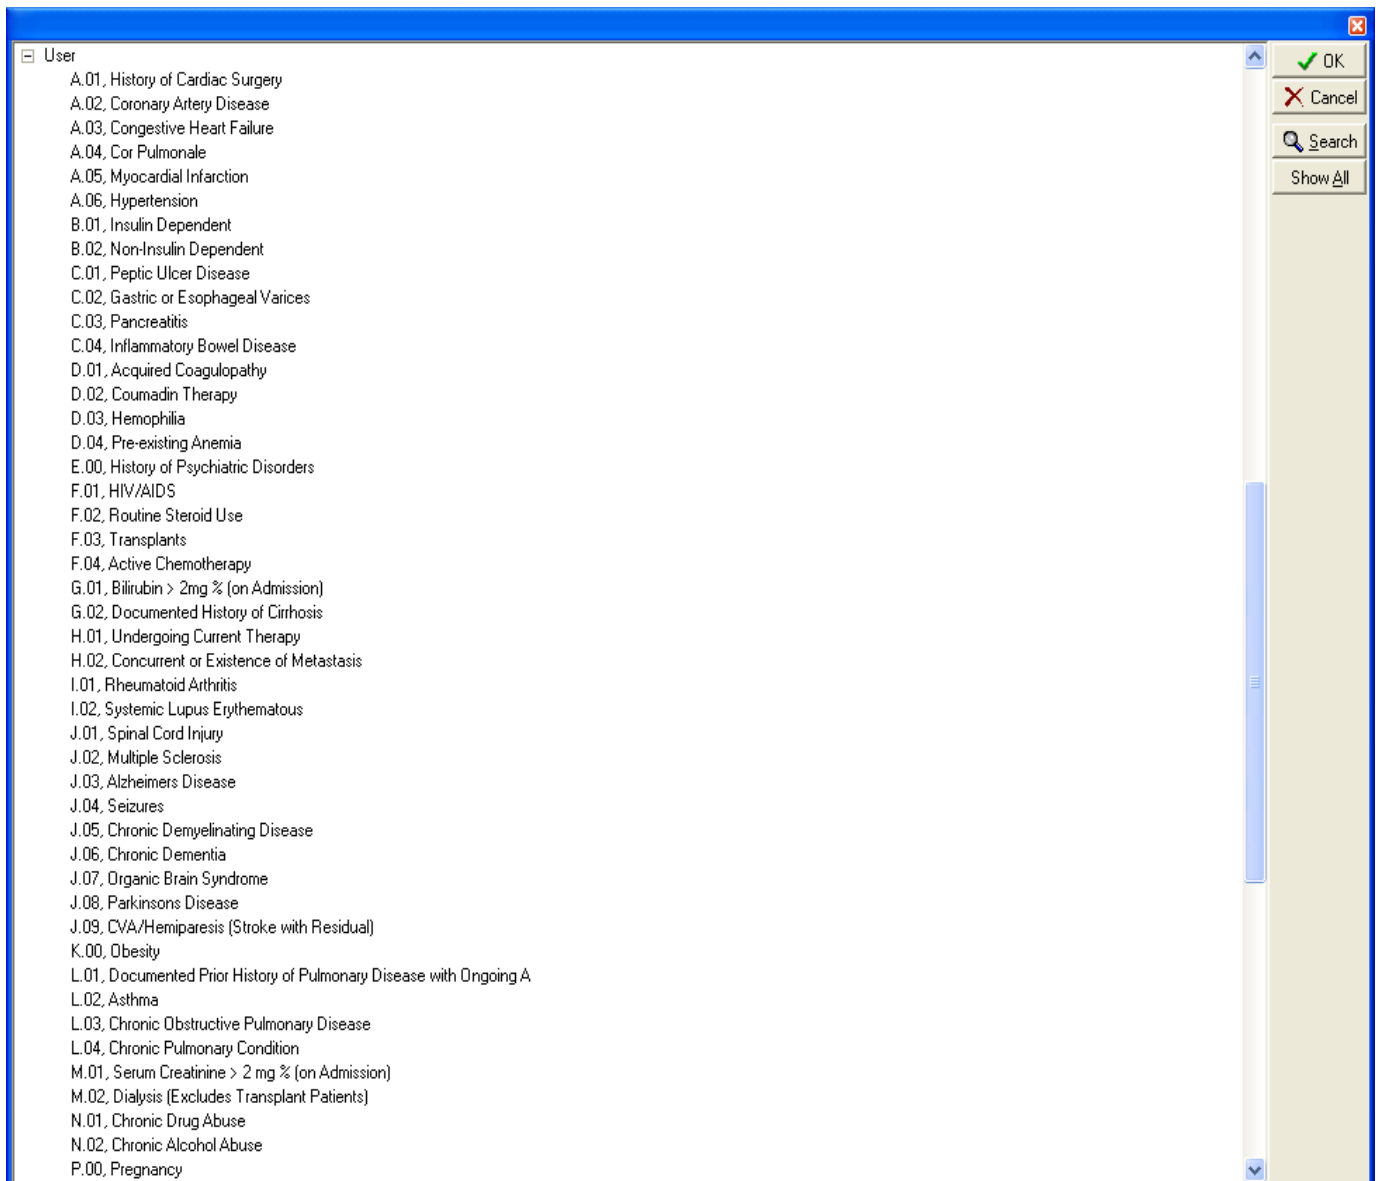 User
A.01, History of Cardiac Surgery
A.02, Coronary Artery Disease
A.03, Congestive Heart Failure
A.04, Cor Pulmonale
A.05, Myocardial Infarction
A.06, Hypertension
B.01, Insulin Dependent
B.02, Non-Insulin Dependent
C.01, Peptic Ulcer Disease
C.02, Gastric or Esophageal Varices
C.03, Pancreatitis
C.04, Inflammatory Bowel Disease
D.01, Acquired Coagulopathy
D.02, Coumadin Therapy
D.03, Hemophilia
D.04, Pre-existing Anemia
E.00, History of Psychiatric Disorders
F.01, HIV/AIDS
F.02, Routine Steroid Use
F.03, Transplants
F.04, Active Chemotherapy
G.01, Bilirubin > 2mg % (on Admission)
G.02, Documented History of Cirrhosis
H.01, Undergoing Current Therapy
H.02, Concurrent or Existence of Metastasis
I.01, Rheumatoid Arthritis
I.02, Systemic Lupus Erythematous
J.01, Spinal Cord Injury
J.02, Multiple Sclerosis
J.03, Alzheimers Disease
J.04, Seizures
J.05, Chronic Demyelinating Disease
J.06, Chronic Dementia
J.07, Organic Brain Syndrome
J.08, Parkinsons Disease
J.09, CVA/Hemiparesis (Stroke with Residual)
K.00, Obesity
L.01, Documented Prior History of Pulmonary Disease with Ongoing A
L.02, Asthma
L.03, Chronic Obstructive Pulmonary Disease
L.04, Chronic Pulmonary Condition
M.01, Serum Creatinine > 2 mg % (on Admission)
M.02, Dialysis (Excludes Transplant Patients)
N.01, Chronic Drug Abuse
N.02, Chronic Alcohol Abuse
P.00, Pregnancy
OK
Cancel
Search
Show All